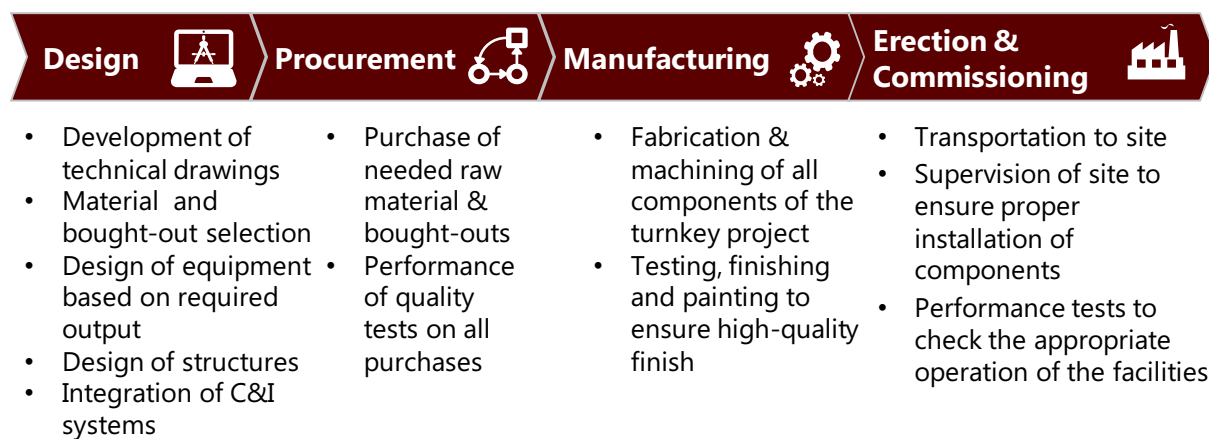 Design
Procurement
Manufacturing
Erection &
Commissioning
• Development of
technical drawings
• Material and
bought-out selection
• Design of equipment
based on required
output
• Design of structures
• Integration of C&I
systems
• Purchase of
needed raw
material &
bought-outs
• Performance
of quality
tests on all
purchases
• Fabrication &
machining of all
components of the
turnkey project
• Testing, finishing
and painting to
ensure high-quality
finish
• Transportation to site
• Supervision of site to
ensure proper
installation of
components
• Performance tests to
check the appropriate
operation of the facilities